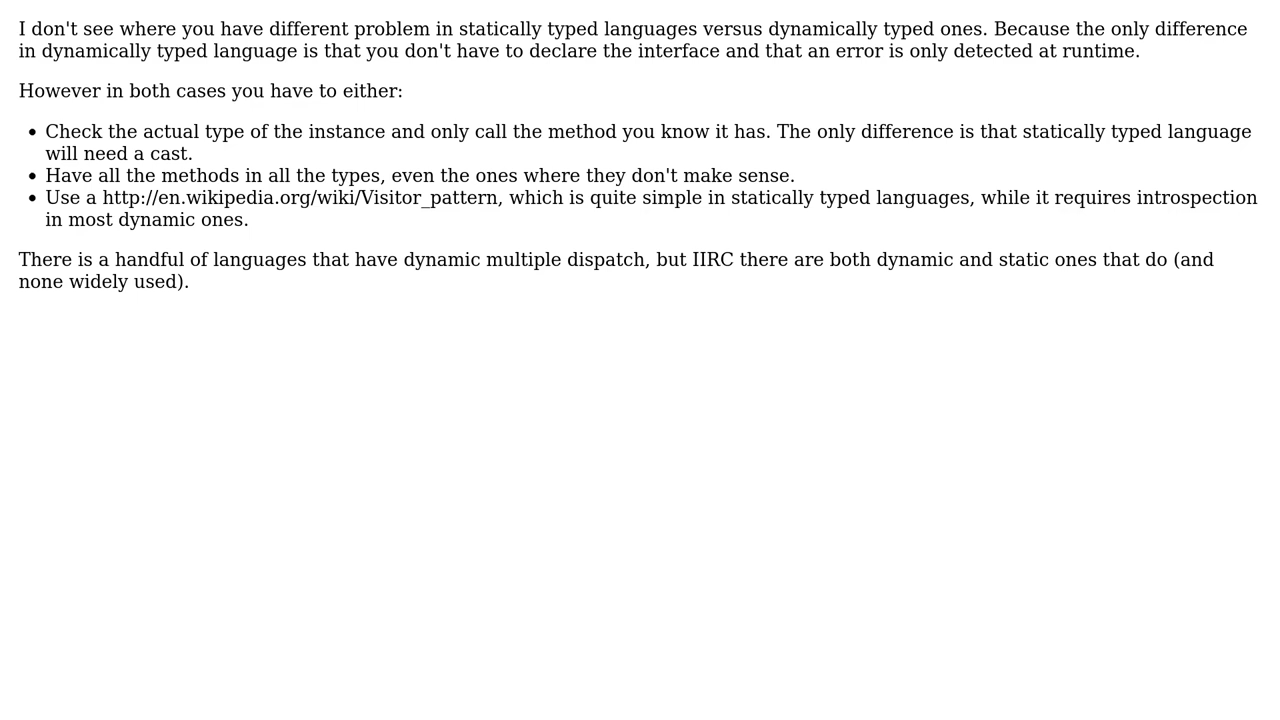 I don't see where you have different problem in statically typed languages versus dynamically typed ones. Because the only difference
in dynamically typed language is that you don't have to declare the interface and that an error is only detected at runtime.
However in both cases you have to either:
• Check the actual type of the instance and only call the method you know it has. The only difference is that statically typed language
will need a cast.
• Have all the methods in all the types, even the ones where they don't make sense.
• Use a http://en.wikipedia.org/wiki/Visitor_pattern, which is quite simple in statically typed languages, while it requires introspection
in most dynamic ones.
There is a handful of languages that have dynamic multiple dispatch, but IIRC there are both dynamic and static ones that do (and
none widely used).